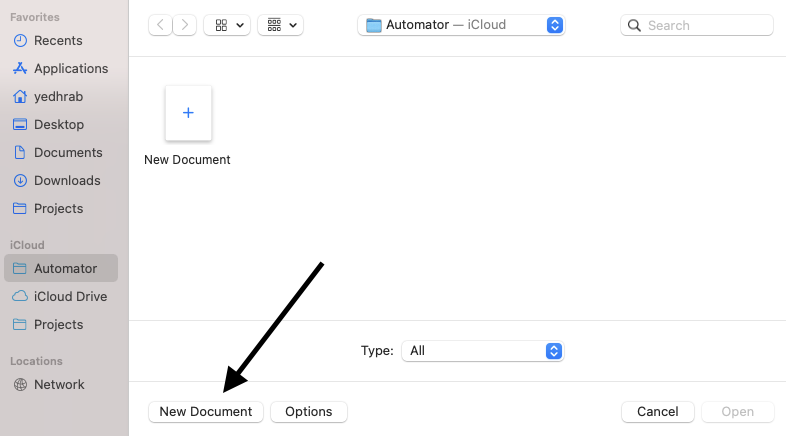 Favorites
Recents
Applications
yedhrab
Desktop
Documents
Downloads
Projects
iCloud
Automator
iCloud Drive
Projects
Locations
Network
Automator — iCloud
Search
New Document
Type: All
New Document
Options
Cancel
Open